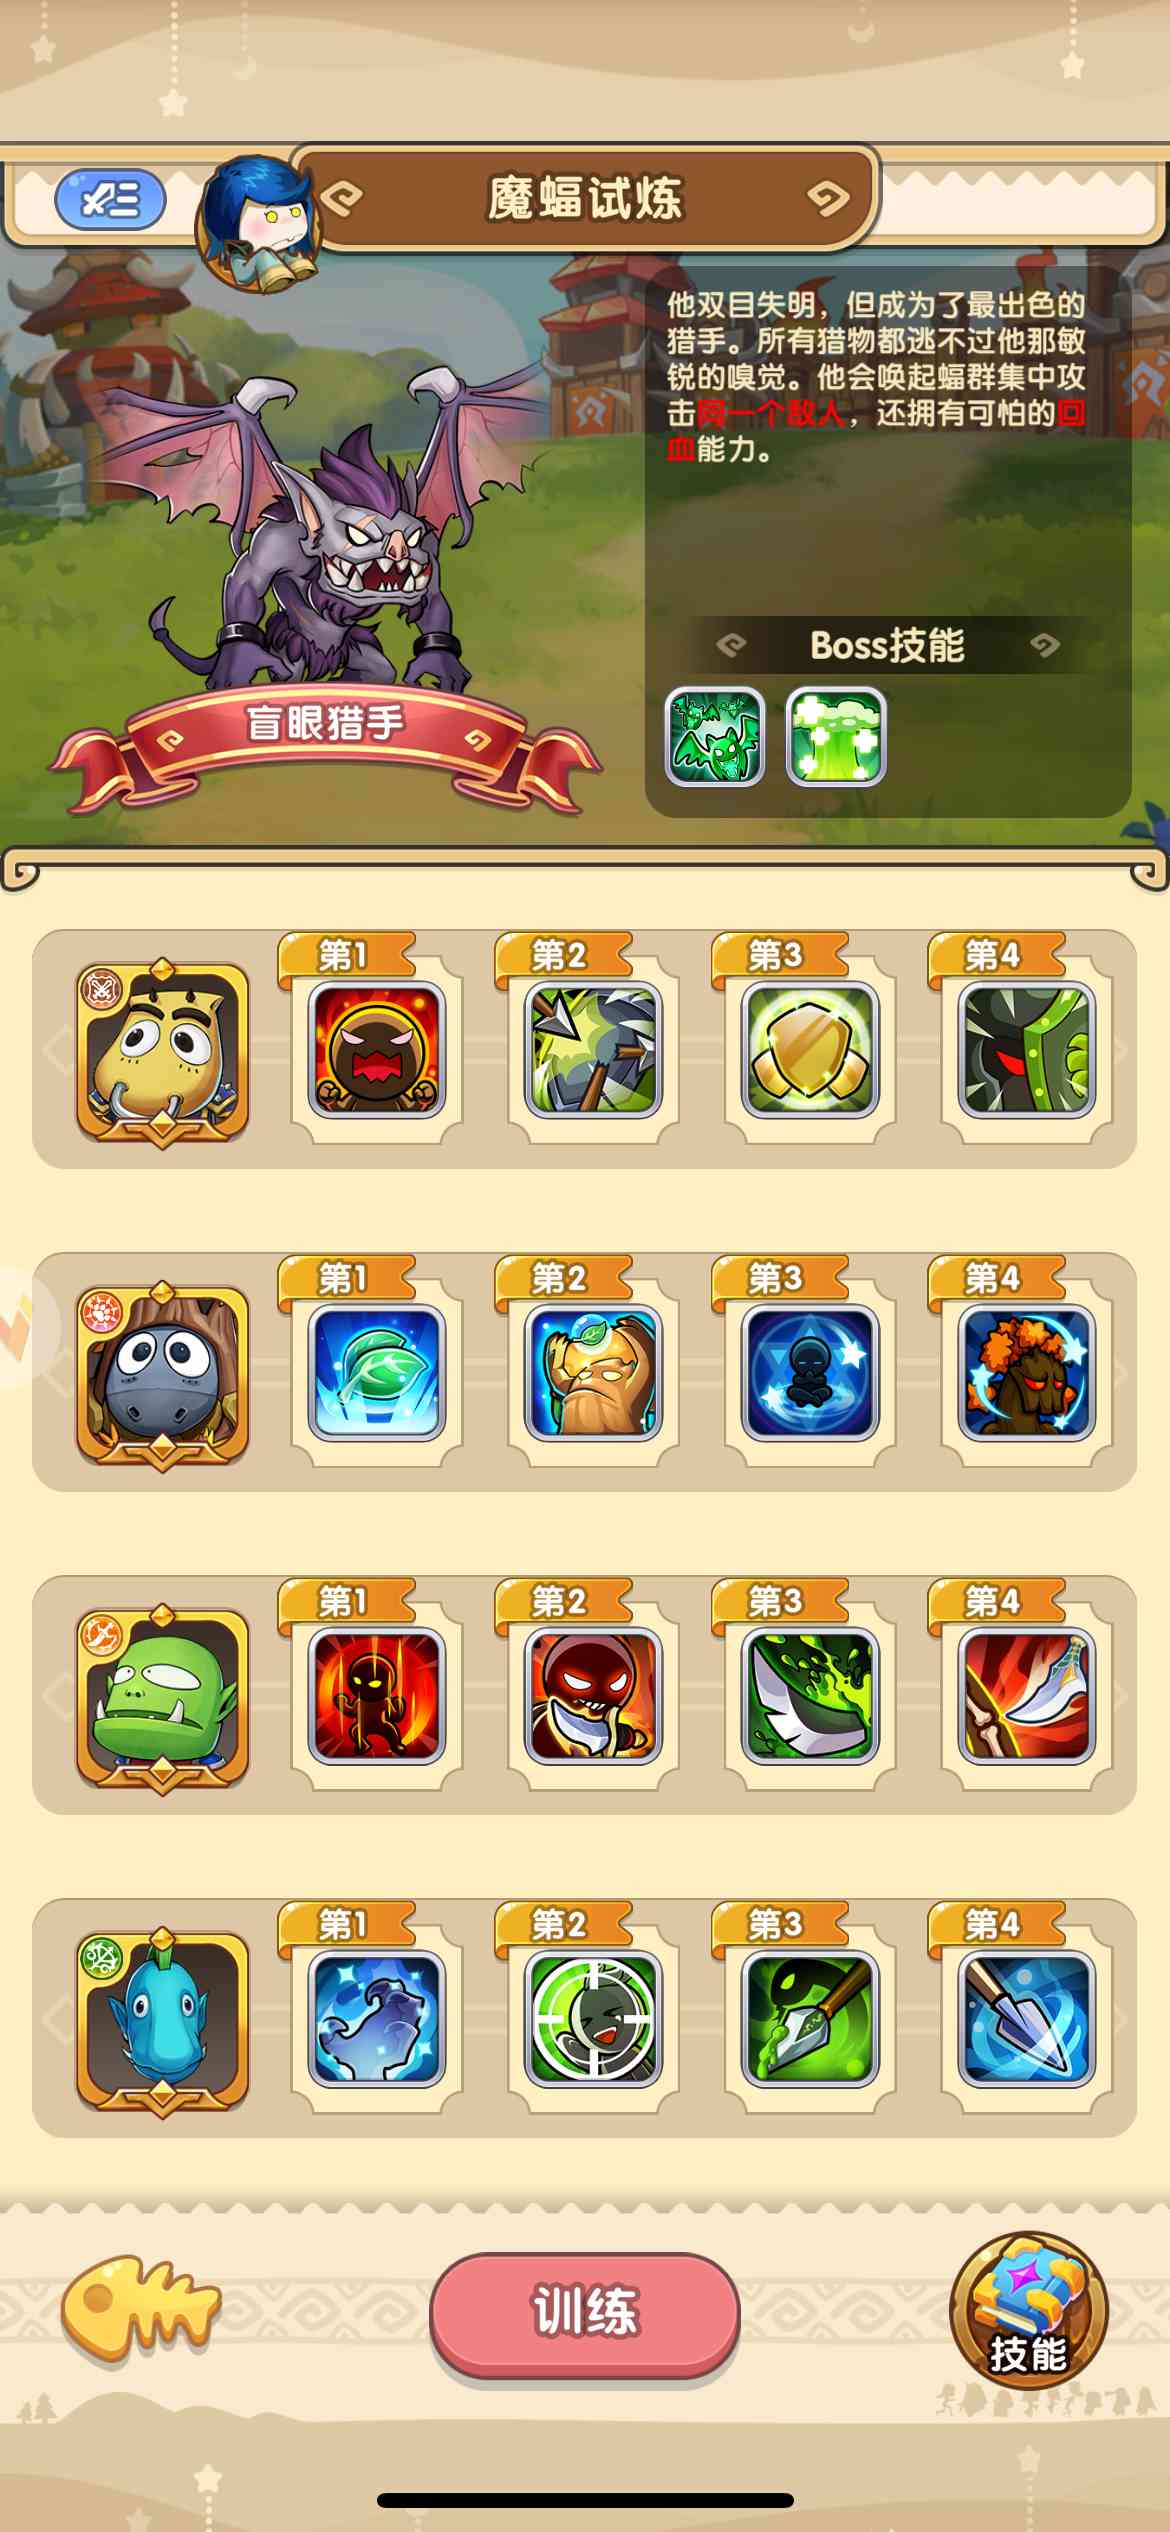 魔蝠试炼
他双目失明，但成为了最出色的
猎手。所有猎物都逃不过他那敏
锐的嗅觉。他会唤起蝠群集中攻
击同一个敌人，还拥有可怕的回
血能力。
Boss技能
盲眼猎手
第1 第2 第3 第4
第1 第2 第3 第4
第1 第2 第3 第4
第1 第2 第3 第4
训练
技能